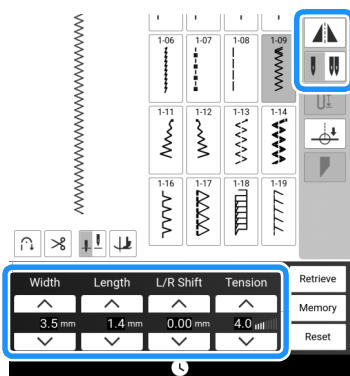 1-06 1-07 1-08 1-09
1-11 1-12 1-13 1-14
1-16 1-17 1-18 1-19
Width Length L/R Shift Tension
3.5 mm 1.4 mm 0.00 mm 4.0
Retrieve
Memory
Reset